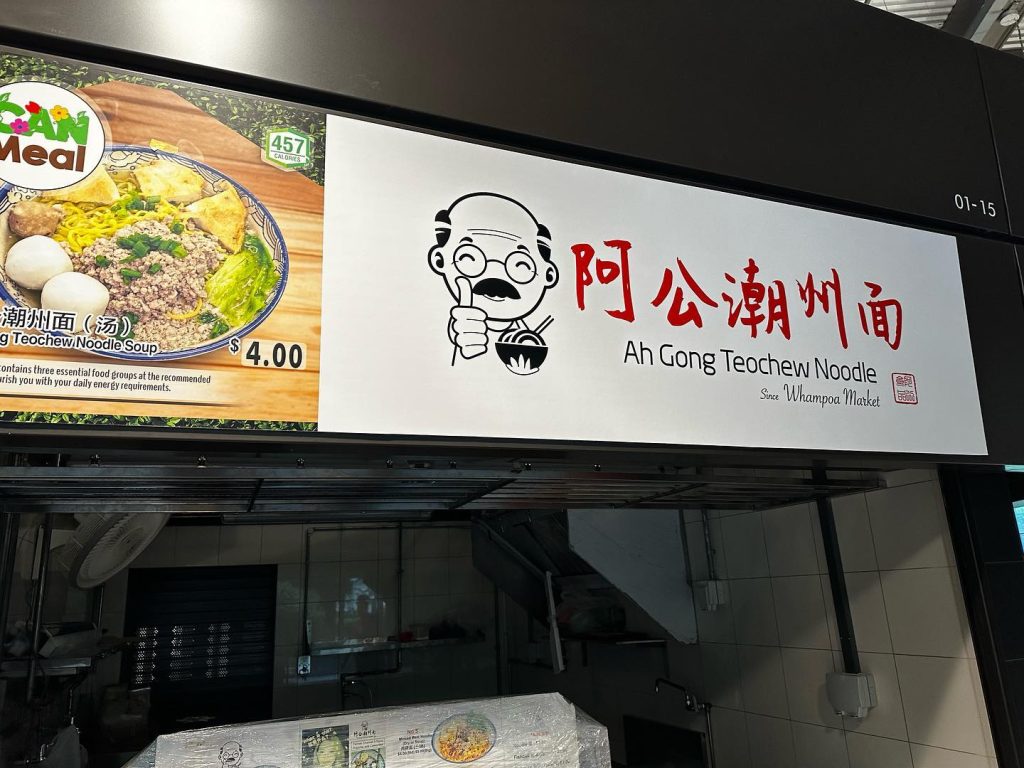 CAN
Meal
457
CALORIES
潮州面（汤）
g Teochew Noodle Soup
$4.00
ontains three essential food groups at the recommended
urish you with your daily energy requirements.
阿公潮州面
Ah Gong Teochew Noodle
Since Whampoa Market
01-15